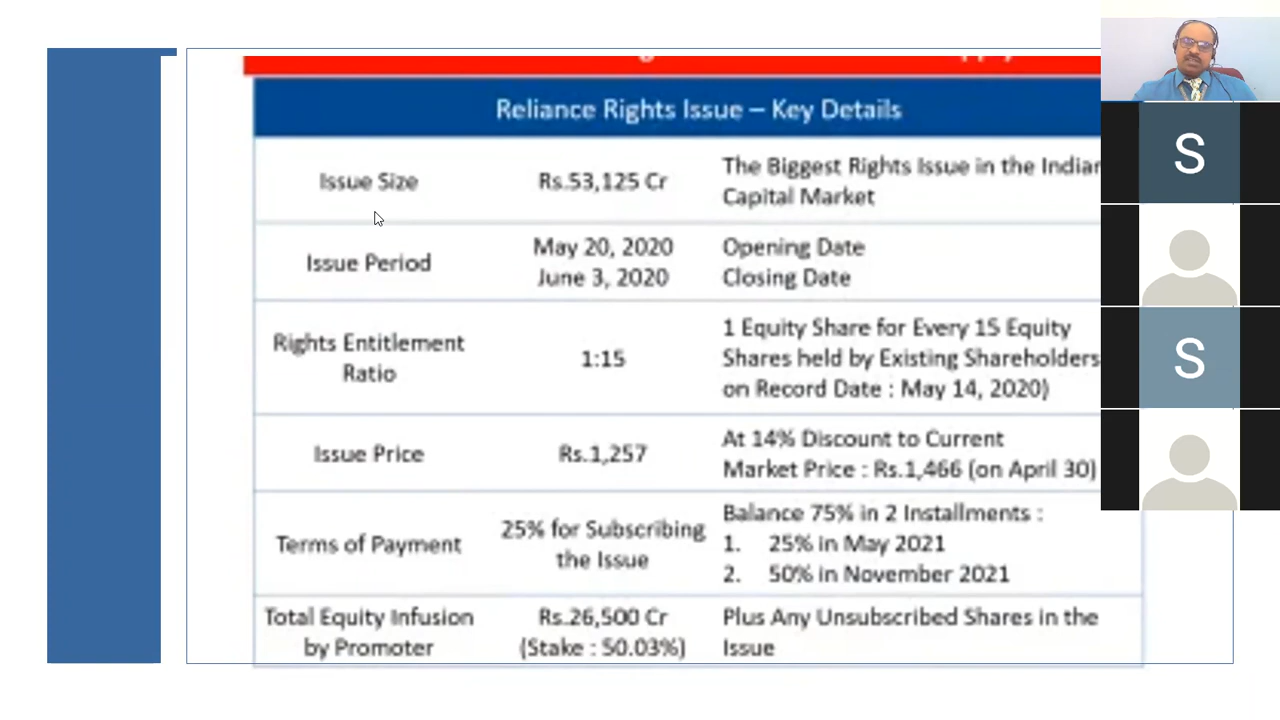 Reliance Rights Issue – Key Details
Issue Size
Rs.53,125 Cr
The Biggest Rights Issue in the Indian
Capital Market
Issue Period
May 20, 2020
June 3, 2020
Opening Date
Closing Date
Rights Entitlement
Ratio
1:15
1 Equity Share for Every 15 Equity
Shares held by Existing Shareholders
on Record Date : May 14, 2020)
Issue Price
Rs.1,257
At 14% Discount to Current
Market Price : Rs.1,466 (on April 30)
Terms of Payment
25% for Subscribing
the Issue
Balance 75% in 2 Installments :
1. 25% in May 2021
2. 50% in November 2021
Total Equity Infusion
by Promoter
Rs.26,500 Cr
(Stake : 50.03%)
Plus Any Unsubscribed Shares in the
Issue
S
S